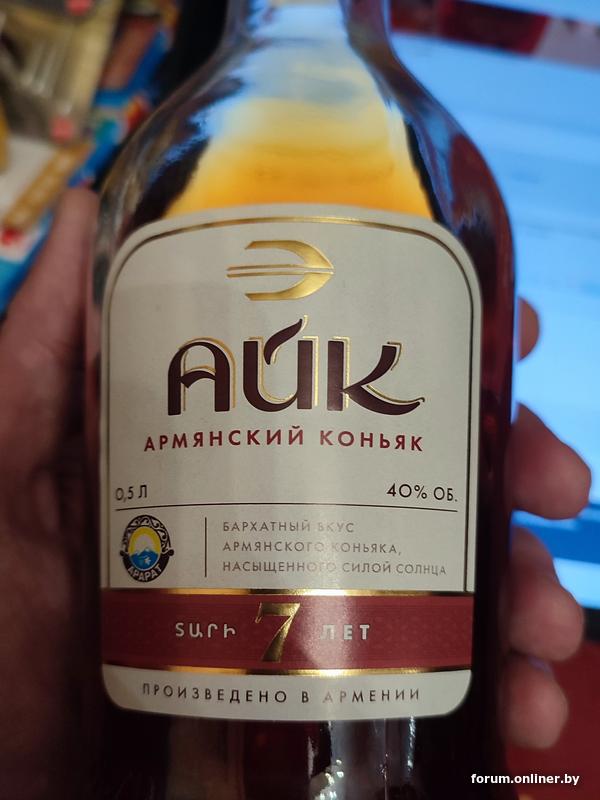 АЙК
АРМЯНСКИЙ КОНЬЯК
0,5 Л 40% ОБ.
АРАРАТ
БАРХАТНЫЙ ВКУС
АРМЯНСКОГО КОНЬЯКА,
НАСЫЩЕННОГО СИЛОЙ СОЛНЦА
ՏԱՐԻ 7 ЛЕТ
ПРОИЗВЕДЕНО В АРМЕНИИ
forum.onliner.by